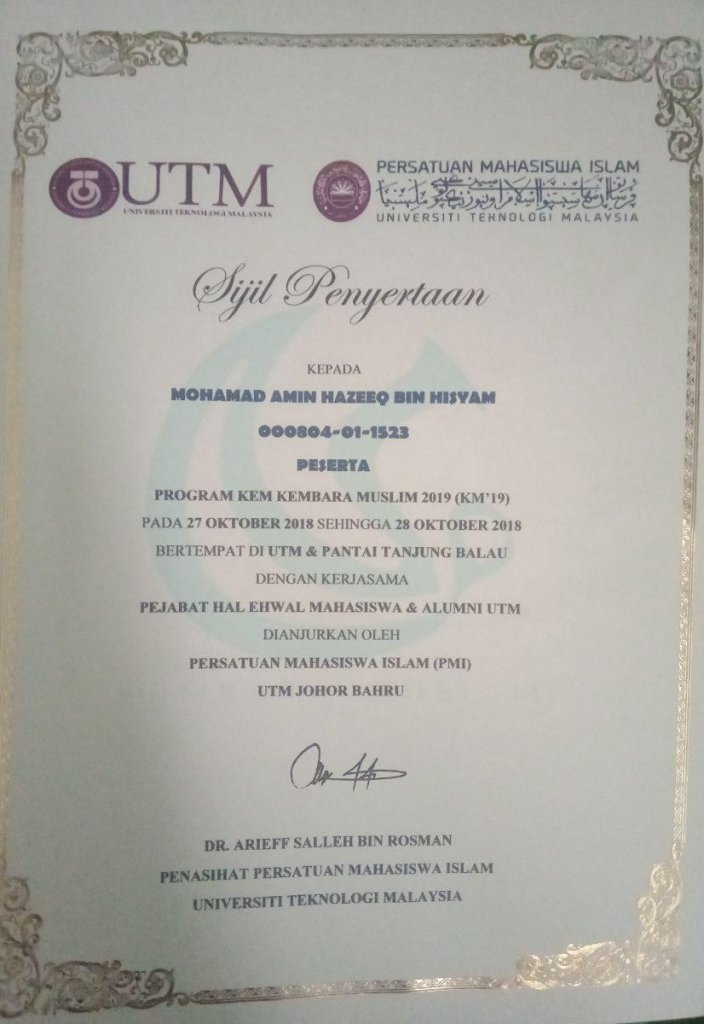 UTM
UNIVERSITI TEKNOLOGI MALAYSIA
PERSATUAN MAHASISWA ISLAM
UNIVERSITI TEKNOLOGI MALAYSIA
Sijil Penyertaan
KEPADA
MOHAMAD AMIN HAZEEQ BIN HISYAM
000804-01-1523
PESERTA
PROGRAM KEM KEMBARA MUSLIM 2019 (KM'19)
PADA 27 OKTOBER 2018 SEHINGGA 28 OKTOBER 2018
BERTEMPAT DI UTM & PANTAI TANJUNG BALAU
DENGAN KERJASAMA
PEJABAT HAL EHWAL MAHASISWA & ALUMNI UTM
DIANJURKAN OLEH
PERSATUAN MAHASISWA ISLAM (PMI)
UTM JOHOR BAHRU
DR. ARIEFF SALLEH BIN ROSMAN
PENASIHAT PERSATUAN MAHASISWA ISLAM
UNIVERSITI TEKNOLOGI MALAYSIA